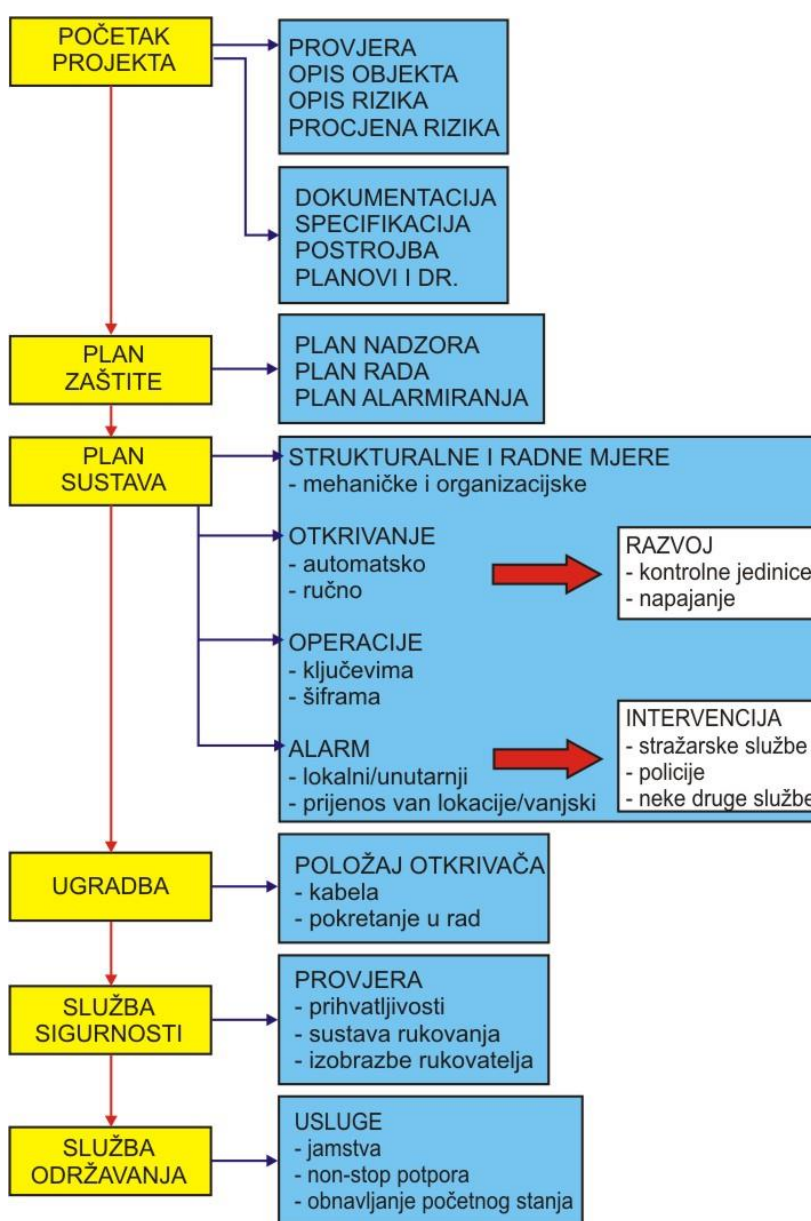 POČETAK
PROJEKTA
PROVJERA
OPIS OBJEKTA
OPIS RIZIKA
PROCJENA RIZIKA
DOKUMENTACIJA
SPECIFIKACIJA
POSTROJBA
PLANOVI I DR.
PLAN
ZAŠTITE
PLAN NADZORA
PLAN RADA
PLAN ALARMIRANJA
PLAN
SUSTAVA
STRUKTURALNE I RADNE MJERE
- mehaničke i organizacijske
OTKRIVANJE
- automatsko
- ručno
RAZVOJ
- kontrolne jedinice
- napajanje
OPERACIJE
- ključevima
- šiframa
ALARM
- lokalni/unutarnji
- prijenos van lokacije/vanjski
INTERVENCIJA
- stražarske službe
- policije
- neke druge službe
UGRADBA
POLOŽAJ OTKRIVAČA
- kabela
- pokretanje u rad
SLUŽBA
SIGURNOSTI
PROVJERA
- prihvatljivosti
- sustava rukovanja
- izobrazbe rukovatelja
SLUŽBA
ODRŽAVANJA
USLUGE
- jamstva
- non-stop potpora
- obnavljanje početnog stanja